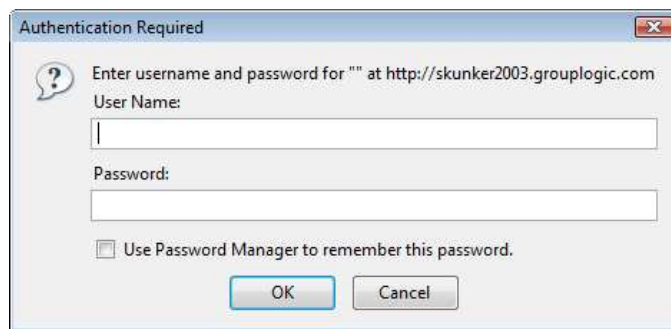 Authentication Required
Enter username and password for "" at http://skunker2003.grouplogic.com
User Name:
Password:
Use Password Manager to remember this password.
OK
Cancel